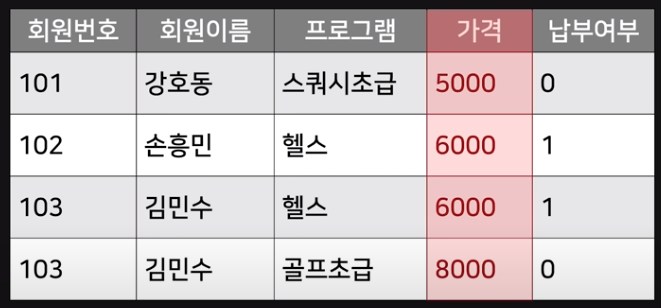 회원번호 회원이름 프로그램 가격 납부여부
101 강호동 스쿼시초급 5000 0
102 손흥민 헬스 6000 1
103 김민수 헬스 6000 1
103 김민수 골프초급 8000 0